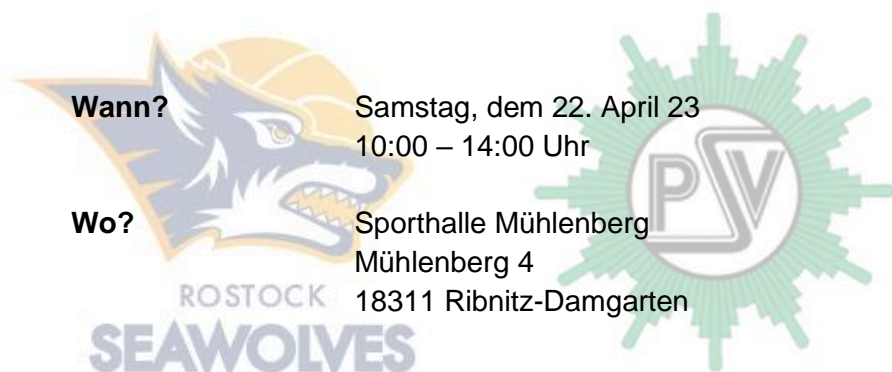 Wann? Samstag, dem 22. April 23
10:00 – 14:00 Uhr
Wo? Sporthalle Mühlenberg
Mühlenberg 4
18311 Ribnitz-Damgarten
ROSTOCK
SEAWOLVES
PSV